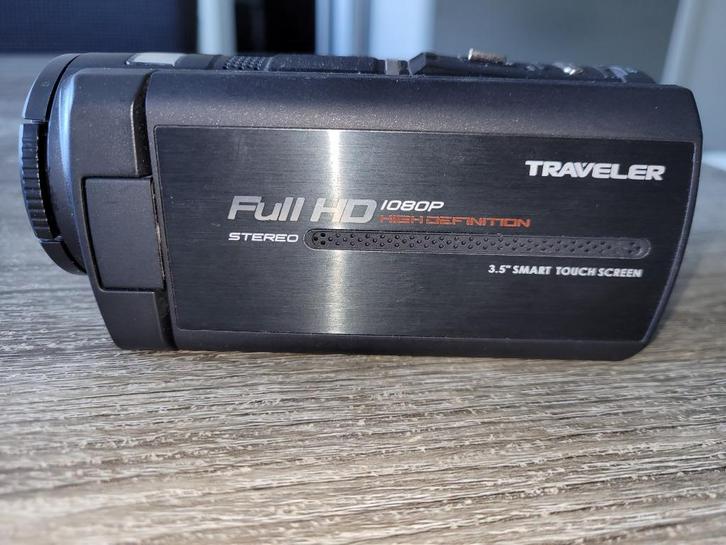 TRAVELER
Full HD 1080P
HIGH DEFINITION
STEREO
3.5" SMART TOUCH SCREEN